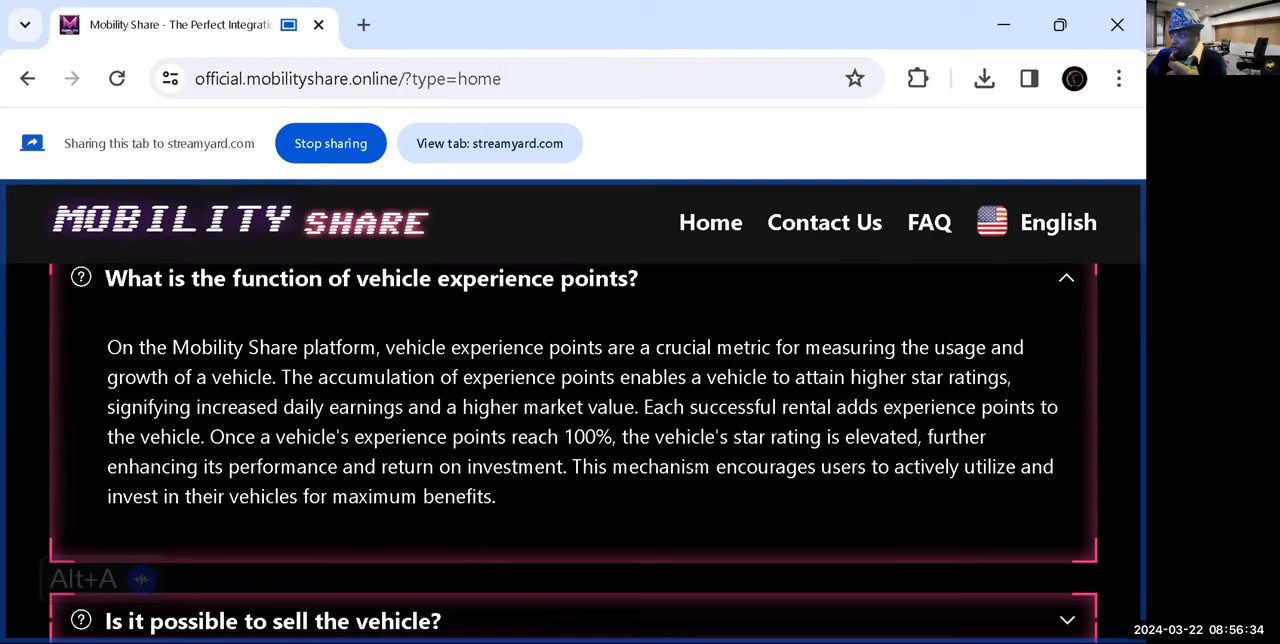 Mobility Share - The Perfect Integrati
official.mobilityshare.online/?type=home
Sharing this tab to streamyard.com
Stop sharing
View tab: streamyard.com
MOBILITY SHARE
Home
Contact Us
FAQ
English
What is the function of vehicle experience points?
On the Mobility Share platform, vehicle experience points are a crucial metric for measuring the usage and
growth of a vehicle. The accumulation of experience points enables a vehicle to attain higher star ratings,
signifying increased daily earnings and a higher market value. Each successful rental adds experience points to
the vehicle. Once a vehicle's experience points reach 100%, the vehicle's star rating is elevated, further
enhancing its performance and return on investment. This mechanism encourages users to actively utilize and
invest in their vehicles for maximum benefits.
Alt+A
Is it possible to sell the vehicle?
2024-03-22 08:56:34